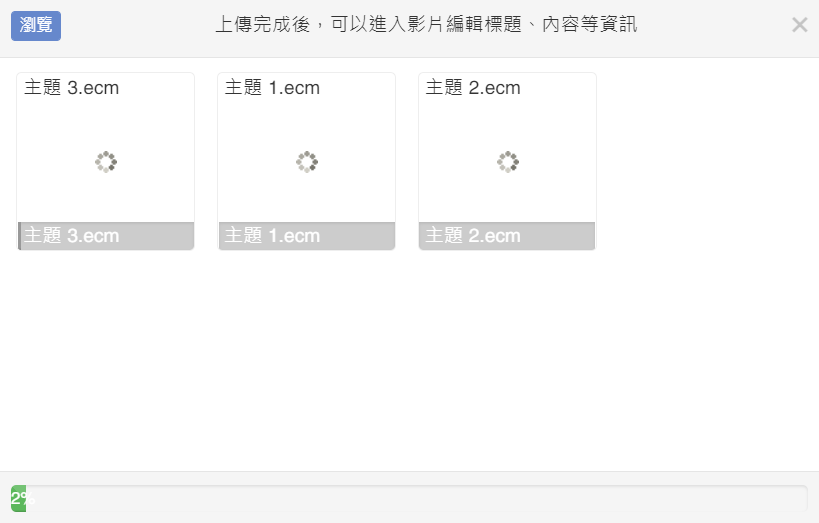 瀏覽
上傳完成後，可以進入影片編輯標題、內容等資訊
×
主題 3.ecm
主題 1.ecm
主題 2.ecm
主題 3.ecm
主題 1.ecm
主題 2.ecm
2%